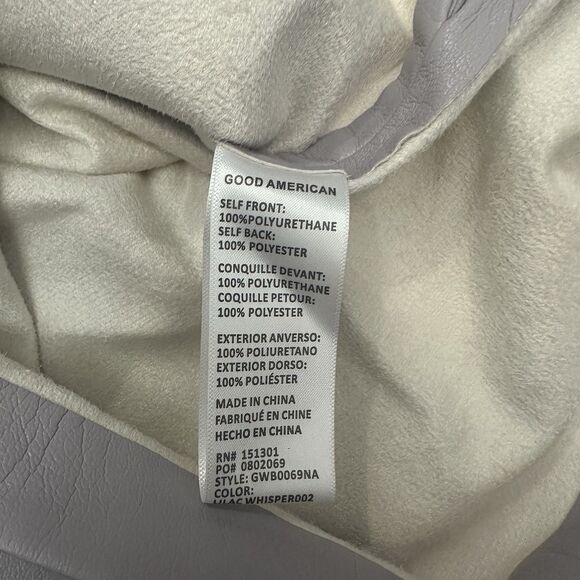 GOOD AMERICAN
SELF FRONT:
100%POLYURETHANE
SELF BACK:
100% POLYESTER
CONQUILLE DEVANT:
100% POLYURETHANE
COQUILLE PETOUR:
100% POLYESTER
EXTERIOR ANVERSO:
100% POLIURETANO
EXTERIOR DORSO:
100% POLIÉSTER
MADE IN CHINA
FABRIQUÉ EN CHINE
HECHO EN CHINA
RN# 151301
PO# 0802069
STYLE: GWB0069NA
COLOR:
LILAC WHISPER002